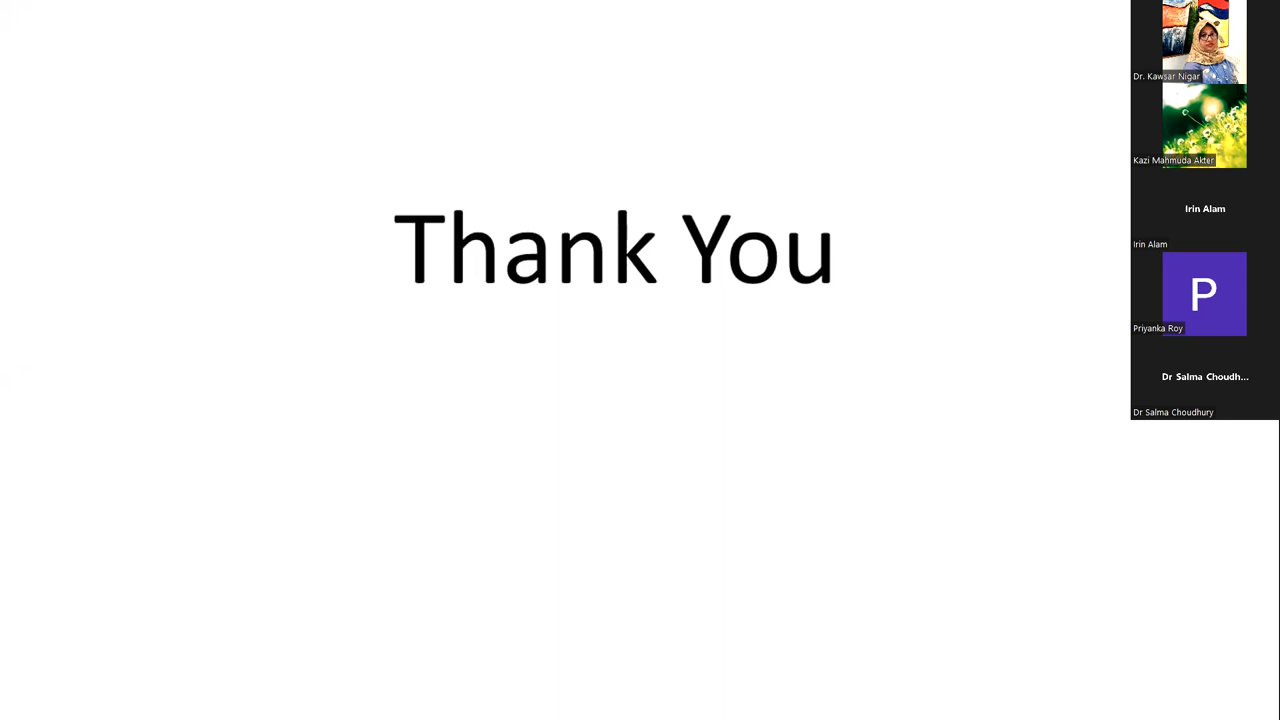 Thank You
Dr. Kawsar Nigar
Kazi Mahmuda Akter
Irin Alam
Irin Alam
P
Priyanka Roy
Dr Salma Choudh...
Dr Salma Choudhury